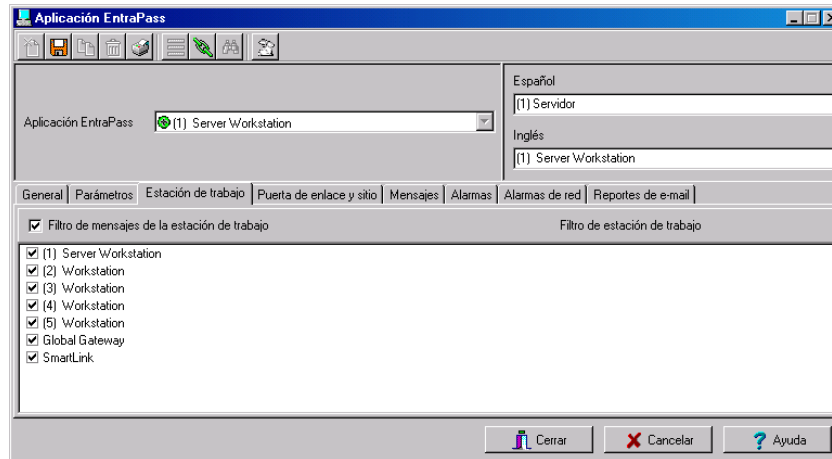 Aplicación EntraPass
Español
(1) Servidor
Aplicación EntraPass
(1) Server Workstation
Inglés
(1) Server Workstation
General Parámetros Estación de trabajo Puerta de enlace y sitio Mensajes Alarmas Alarmas de red Reportes de e-mail
Filtro de mensajes de la estación de trabajo Filtro de estación de trabajo
(1) Server Workstation
(2) Workstation
(3) Workstation
(4) Workstation
(5) Workstation
Global Gateway
SmartLink
Cerrar Cancelar Ayuda